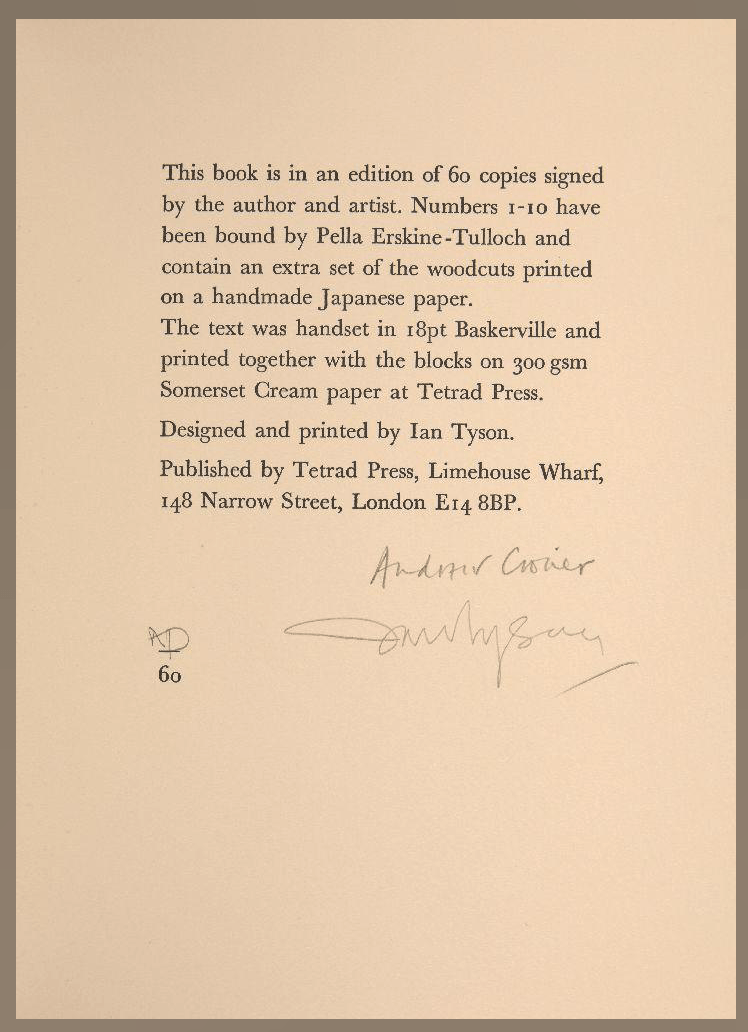 This book is in an edition of 60 copies signed
by the author and artist. Numbers 1-10 have
been bound by Pella Erskine-Tulloch and
contain an extra set of the woodcuts printed
on a handmade Japanese paper.
The text was handset in 18pt Baskerville and
printed together with the blocks on 300 gsm
Somerset Cream paper at Tetrad Press.
Designed and printed by Ian Tyson.
Published by Tetrad Press, Limehouse Wharf,
148 Narrow Street, London E14 8BP.
Andrew Crozier
Ian Tyson
60